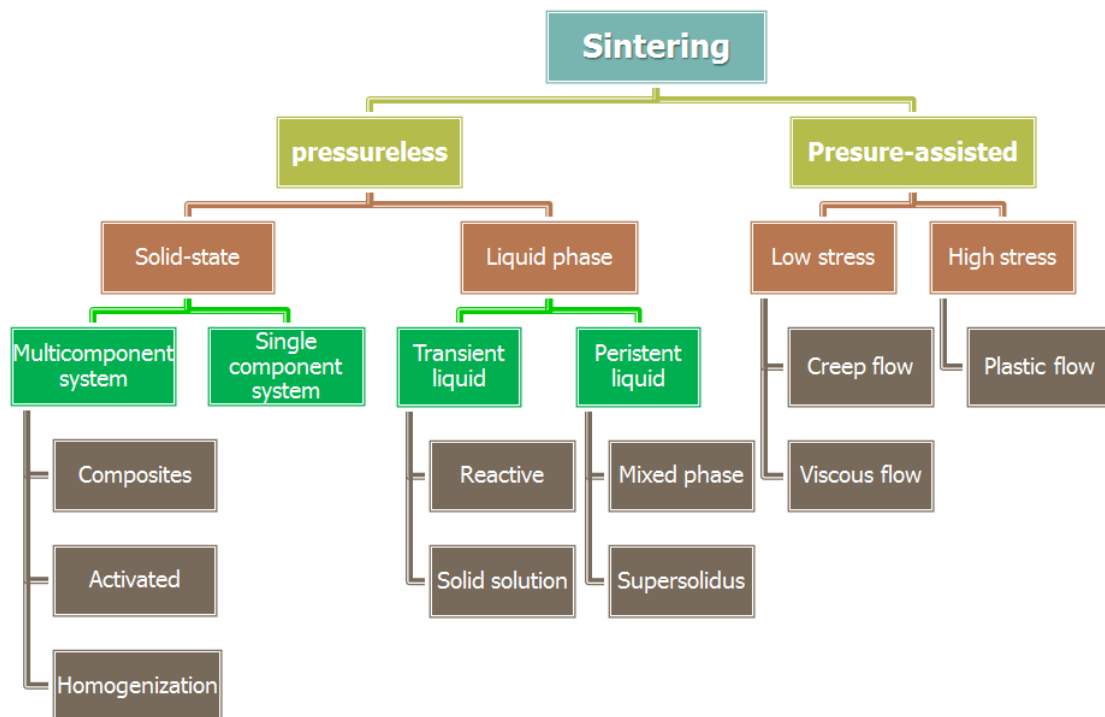 Sintering
pressureless
Presure-assisted
Solid-state
Liquid phase
Low stress
High stress
Multicomponent
system
Single
component
system
Transient
liquid
Peristent
liquid
Creep flow
Plastic flow
Composites
Reactive
Mixed phase
Viscous flow
Activated
Solid solution
Supersolidus
Homogenization